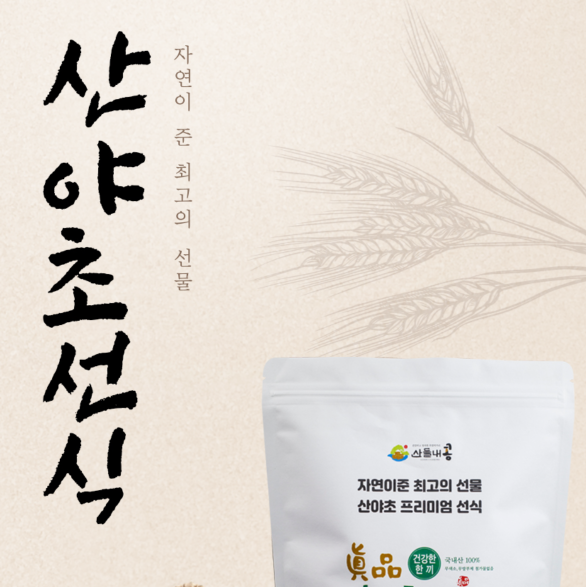 산야초선식
자연이 준 최고의 선물
산들내콩
자연이준 최고의 선물
산야초 프리미엄 선식
眞品
건강한
한 끼
국내산 100%